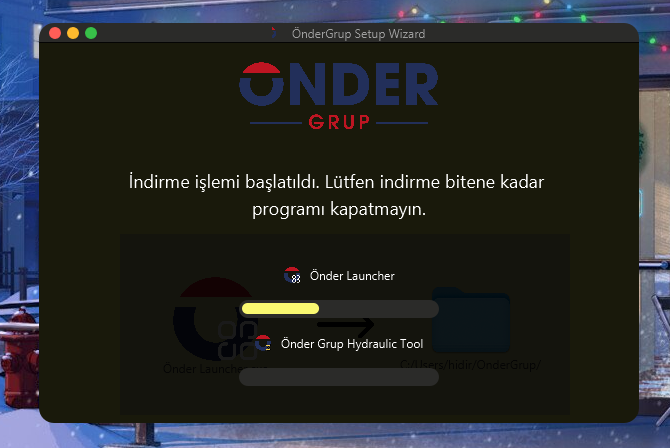 ÖnderGrup Setup Wizard
ÖNDER
GRUP
İndirme işlemi başlatıldı. Lütfen indirme bitene kadar
programı kapatmayın.
Önder Launcher
Önder Grup Hydraulic Tool
Önder Launcher
C:/Users/hidir/OnderGrup/